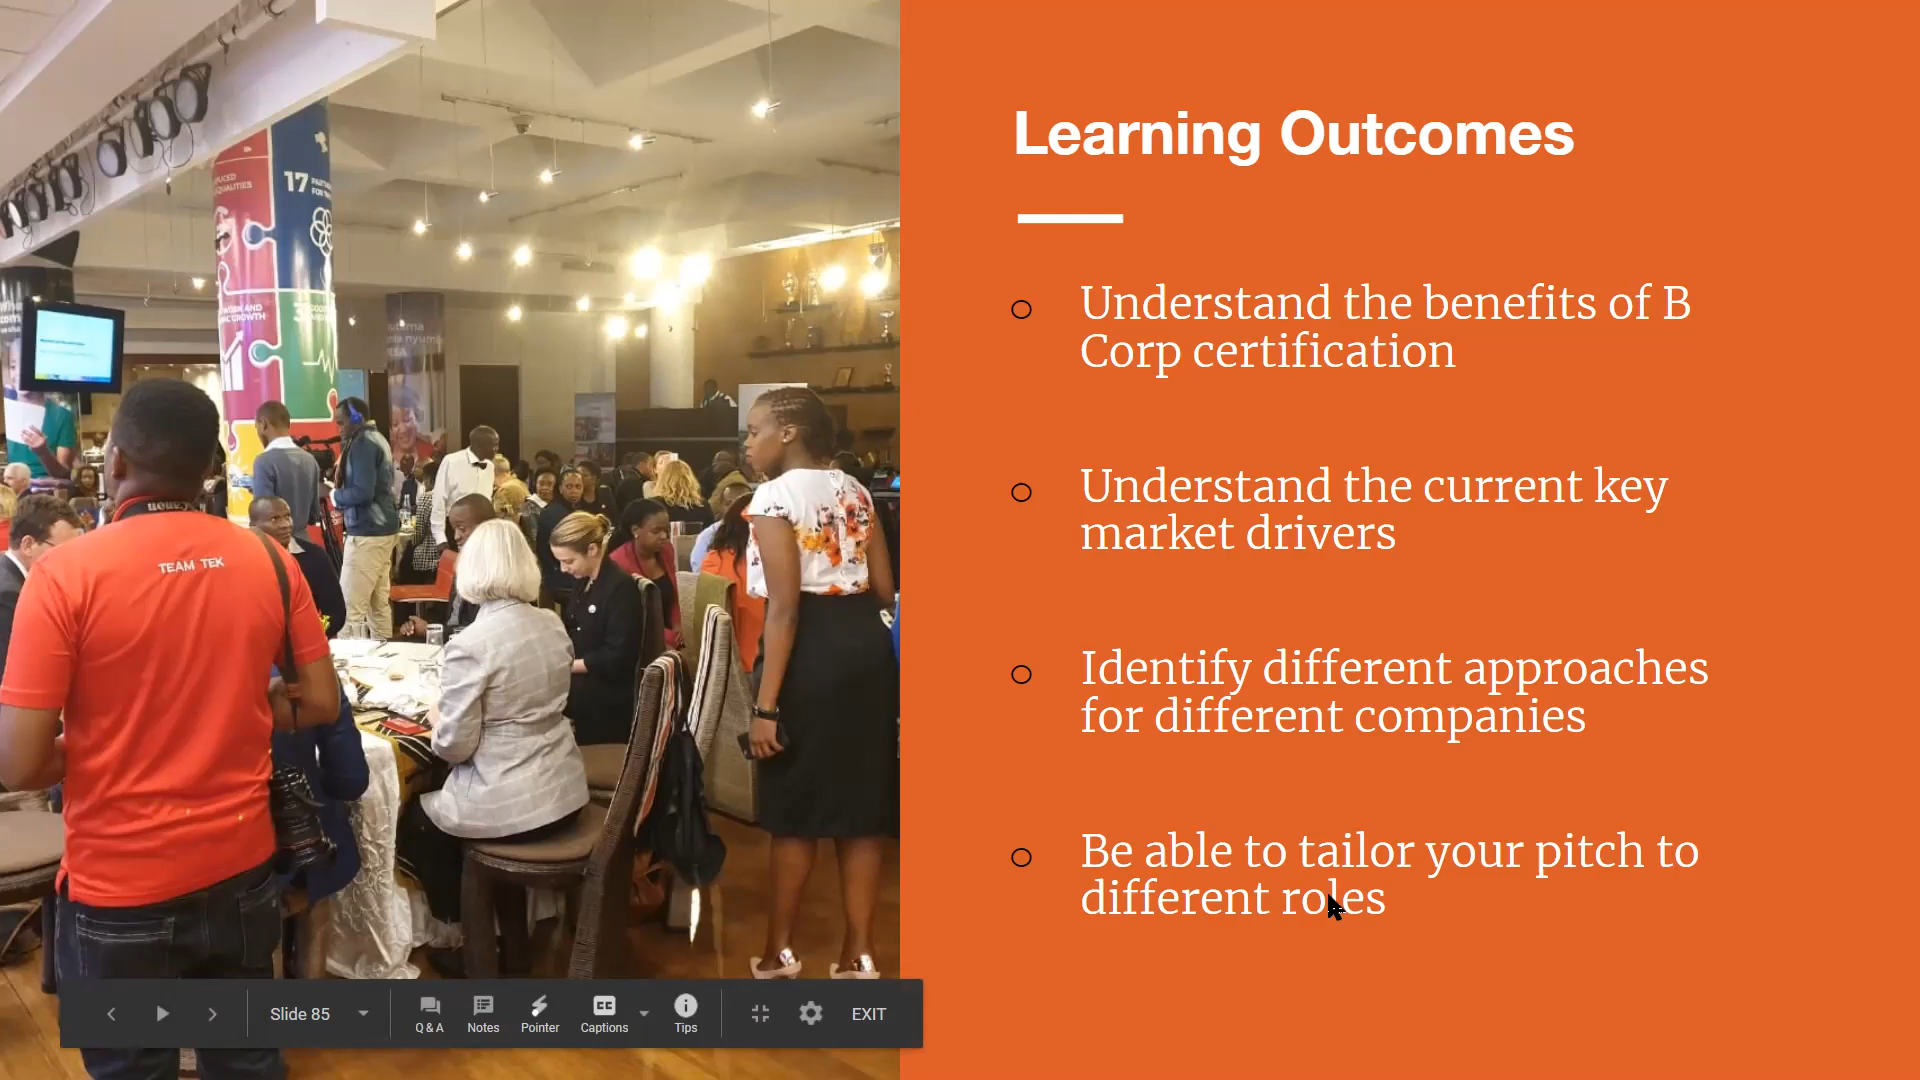 Learning Outcomes
Understand the benefits of B
Corp certification
Understand the current key
market drivers
Identify different approaches
for different companies
Be able to tailor your pitch to
different roles
17
TEAM TEK
Slide 85
Q & A
Notes
Pointer
CC
Captions
Tips
EXIT